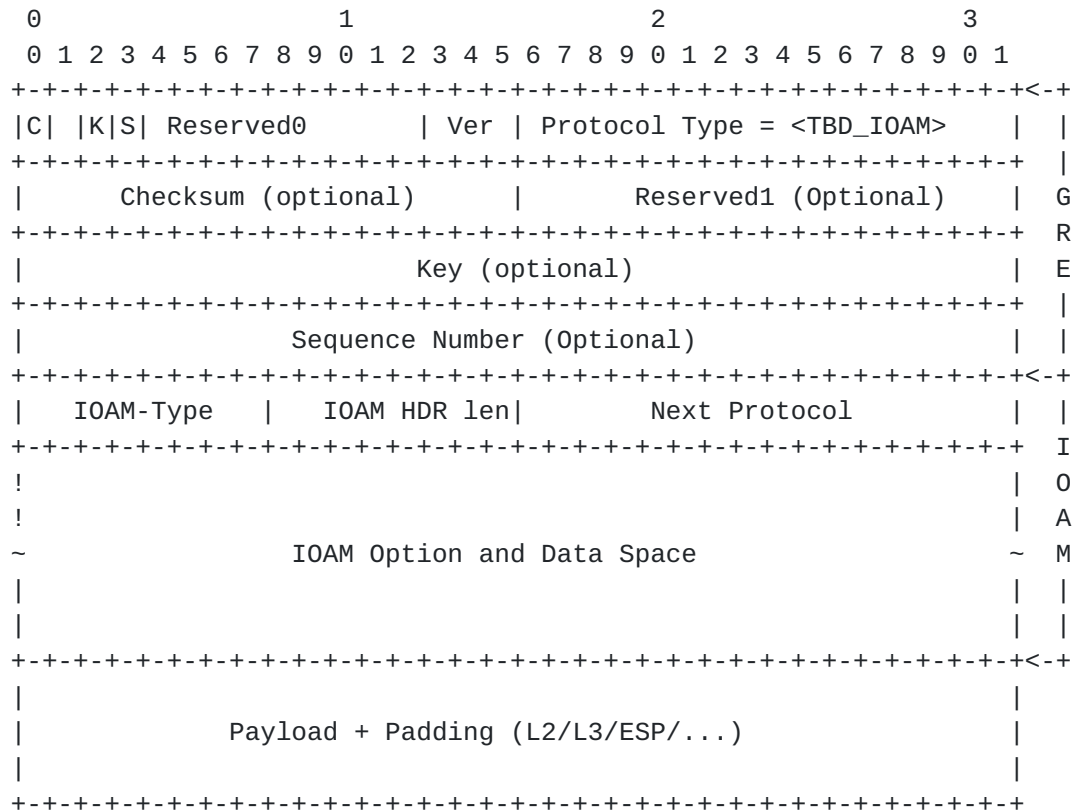 0                   1                   2                   3
 0 1 2 3 4 5 6 7 8 9 0 1 2 3 4 5 6 7 8 9 0 1 2 3 4 5 6 7 8 9 0 1
+-+-+-+-+-+-+-+-+-+-+-+-+-+-+-+-+-+-+-+-+-+-+-+-+-+-+-+-+-+-+-+-+<-+
|C| |K|S| Reserved0       | Ver | Protocol Type = <TBD_IOAM>    |  |
+-+-+-+-+-+-+-+-+-+-+-+-+-+-+-+-+-+-+-+-+-+-+-+-+-+-+-+-+-+-+-+-+  |
|      Checksum (optional)      |       Reserved1 (Optional)    |  G
+-+-+-+-+-+-+-+-+-+-+-+-+-+-+-+-+-+-+-+-+-+-+-+-+-+-+-+-+-+-+-+-+  R
|                         Key (optional)                        |  E
+-+-+-+-+-+-+-+-+-+-+-+-+-+-+-+-+-+-+-+-+-+-+-+-+-+-+-+-+-+-+-+-+  |
|                 Sequence Number (Optional)                    |  |
+-+-+-+-+-+-+-+-+-+-+-+-+-+-+-+-+-+-+-+-+-+-+-+-+-+-+-+-+-+-+-+-+<-+
|   IOAM-Type   |   IOAM HDR len|        Next Protocol          |  |
+-+-+-+-+-+-+-+-+-+-+-+-+-+-+-+-+-+-+-+-+-+-+-+-+-+-+-+-+-+-+-+-+  I
!                                                               |  O
!                                                               |  A
~                 IOAM Option and Data Space                    ~  M
|                                                               |  |
|                                                               |  |
+-+-+-+-+-+-+-+-+-+-+-+-+-+-+-+-+-+-+-+-+-+-+-+-+-+-+-+-+-+-+-+-+<-+
|                                                               |
|             Payload + Padding (L2/L3/ESP/...)                 |
|                                                               |
+-+-+-+-+-+-+-+-+-+-+-+-+-+-+-+-+-+-+-+-+-+-+-+-+-+-+-+-+-+-+-+-+